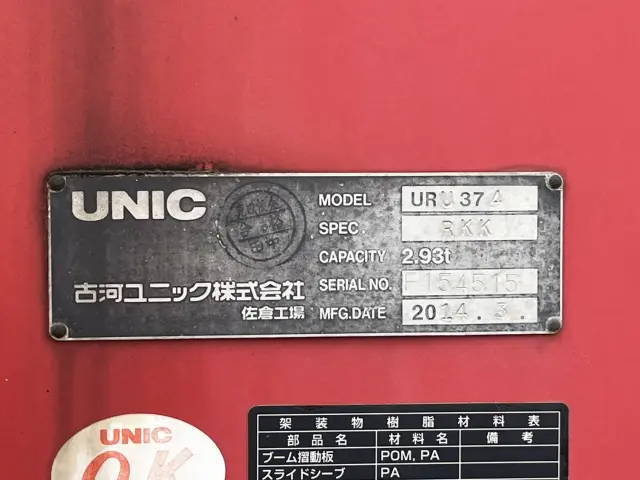 UNIC
MODEL URU374
SPEC. RKK
CAPACITY 2.93t
古河ユニック株式会社
SERIAL NO. F154515
佐倉工場
MFG.DATE 2014.3.
UNIC
OK
架装物樹脂材料表
部品名 材料名 備考
ブーム摺動板 POM, PA
スライドシーブ PA